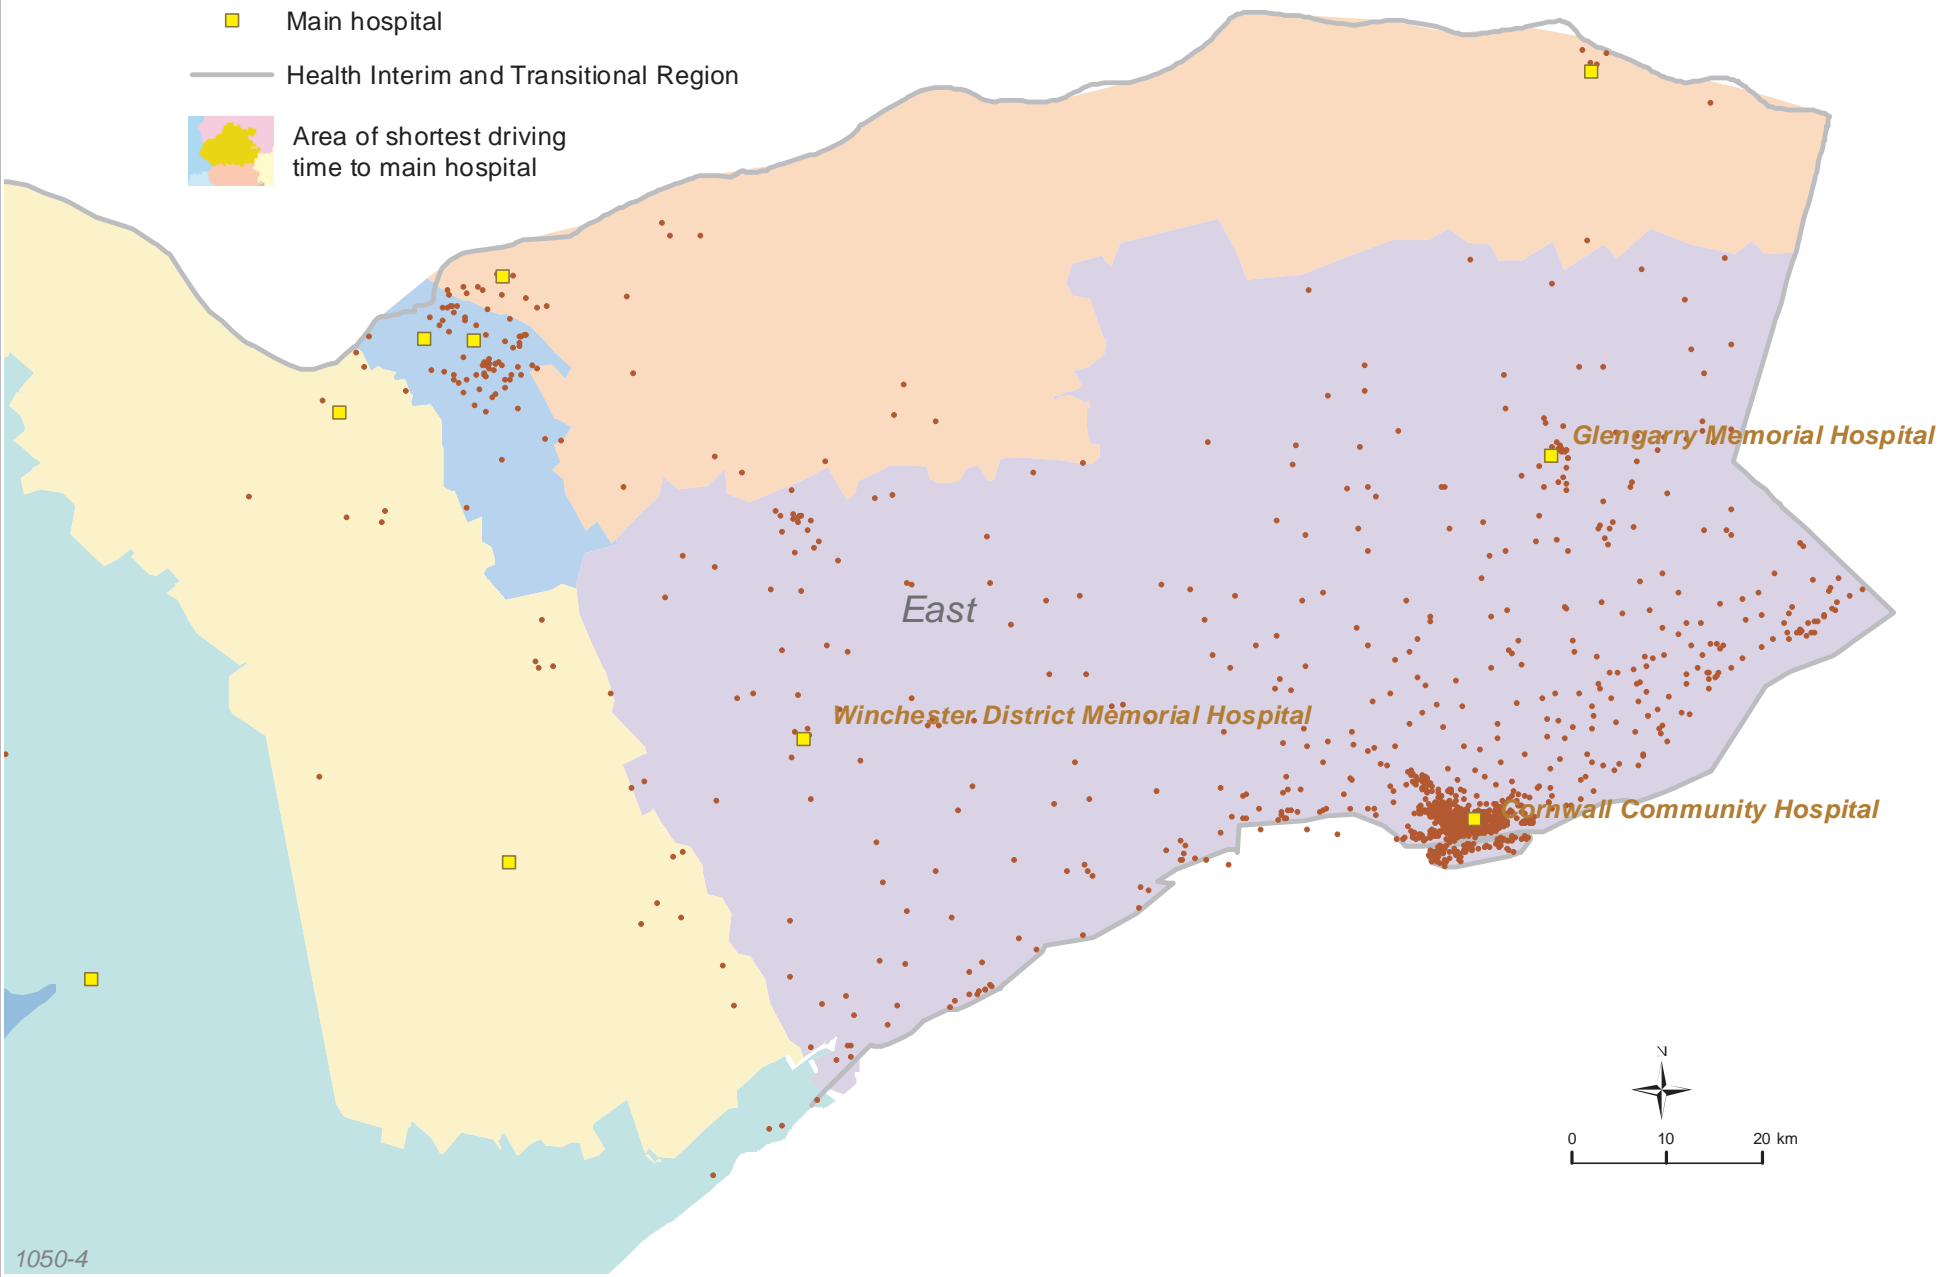 Main hospital
Health Interim and Transitional Region
Area of shortest driving
time to main hospital
Glengarry Memorial Hospital
East
Winchester District Memorial Hospital
Cornwall Community Hospital
N
0 10 20 km
1050-4